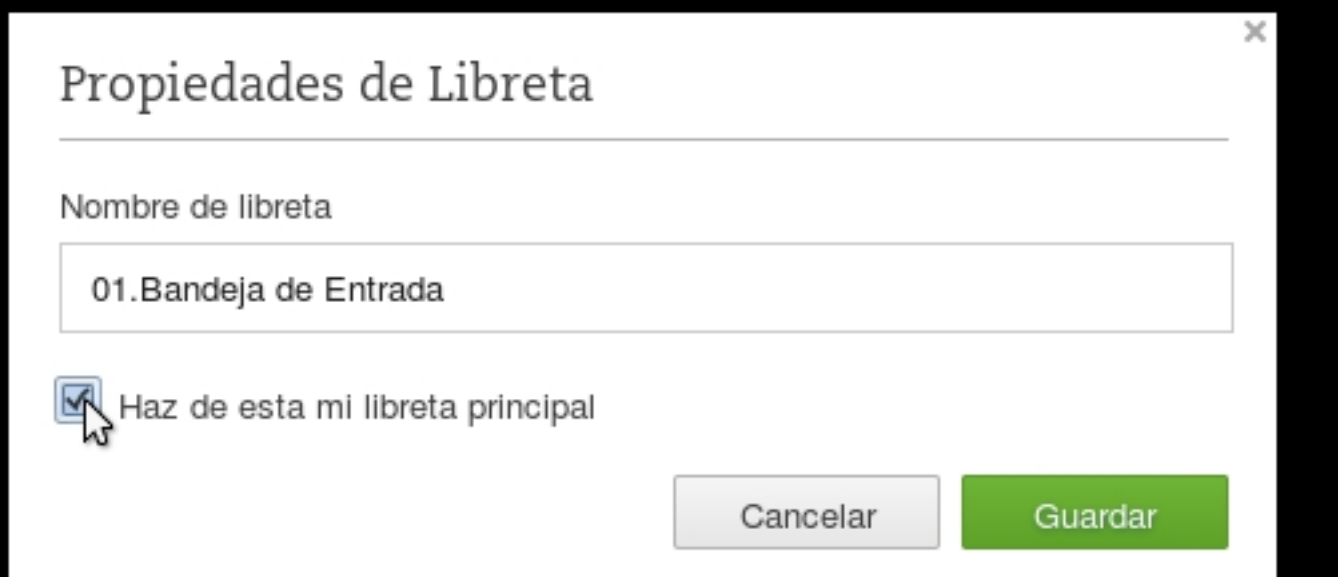 Propiedades de Libreta
Nombre de libreta
01.Bandeja de Entrada
Haz de esta mi libreta principal
Cancelar
Guardar